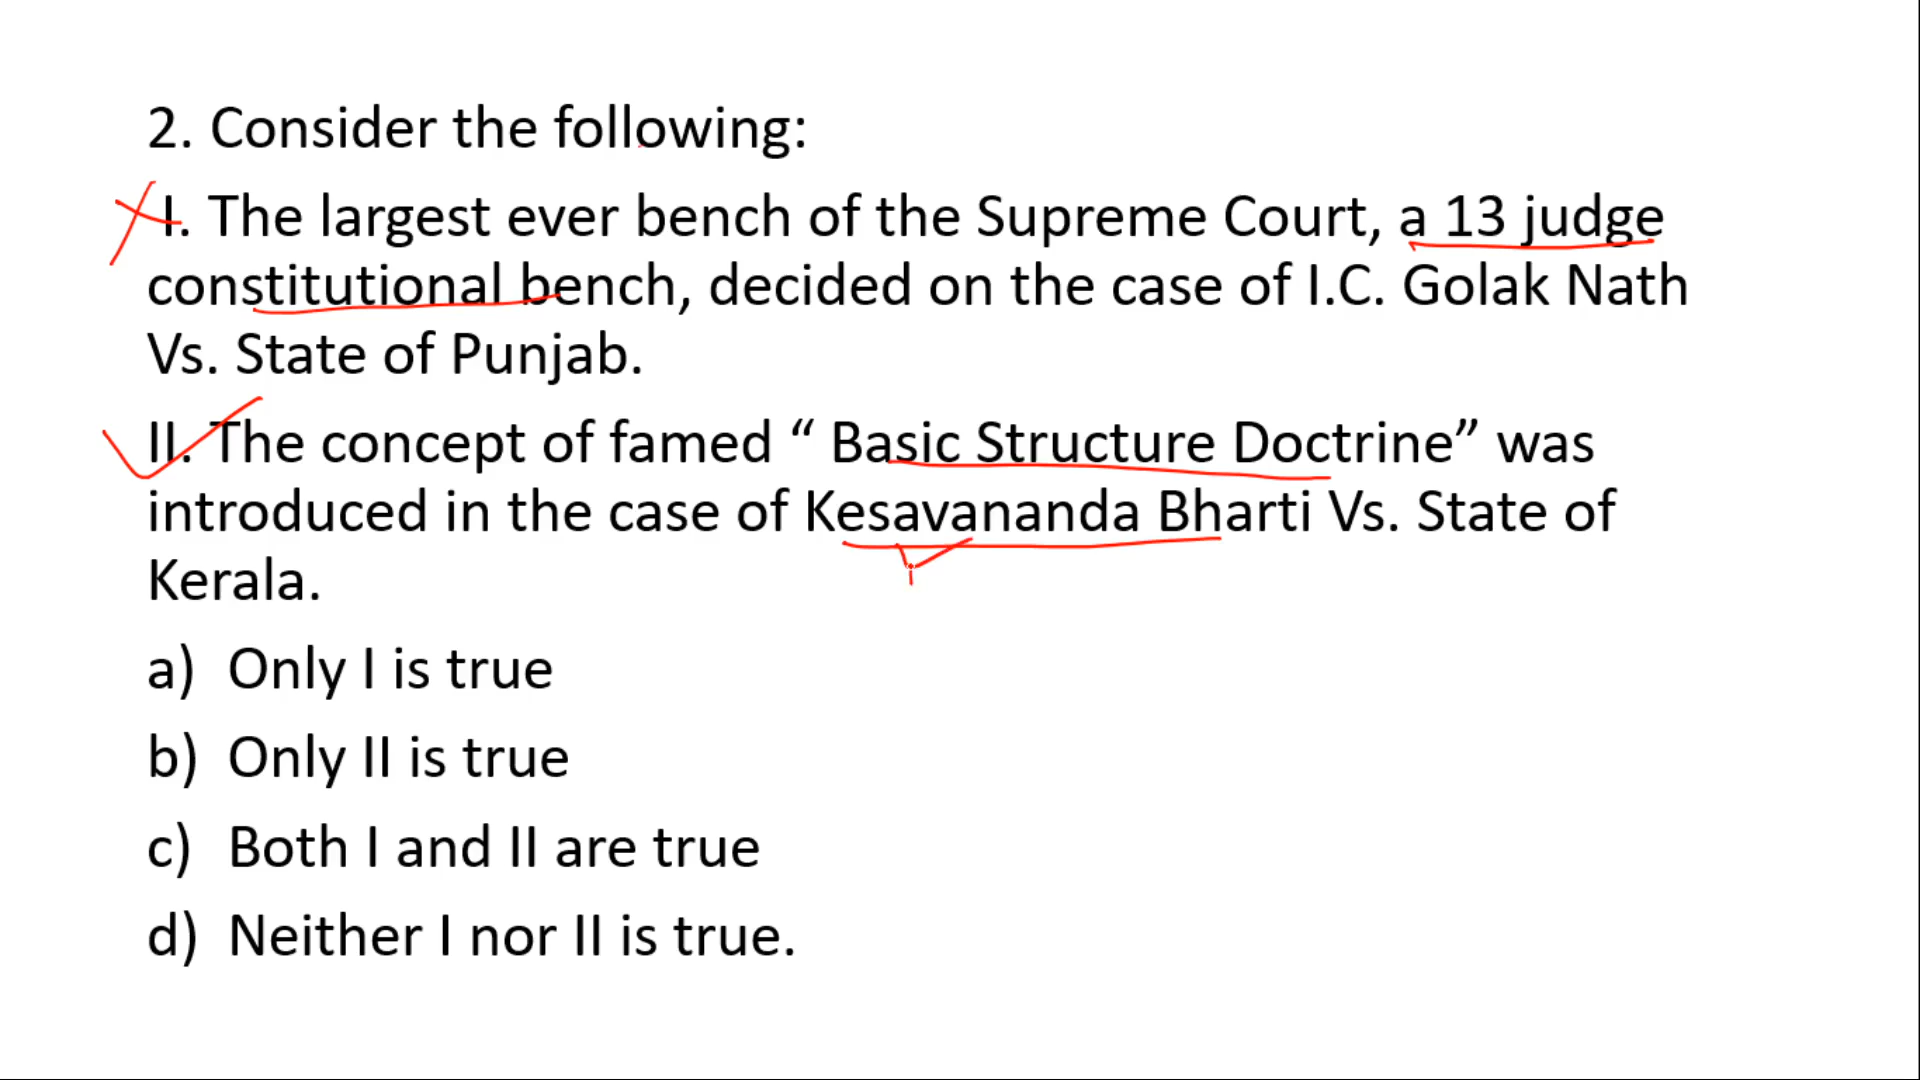 2. Consider the following:
I. The largest ever bench of the Supreme Court, a 13 judge
constitutional bench, decided on the case of I.C. Golak Nath
Vs. State of Punjab.
II. The concept of famed “ Basic Structure Doctrine” was
introduced in the case of Kesavananda Bharti Vs. State of
Kerala.
a) Only I is true
b) Only II is true
c) Both I and II are true
d) Neither I nor II is true.